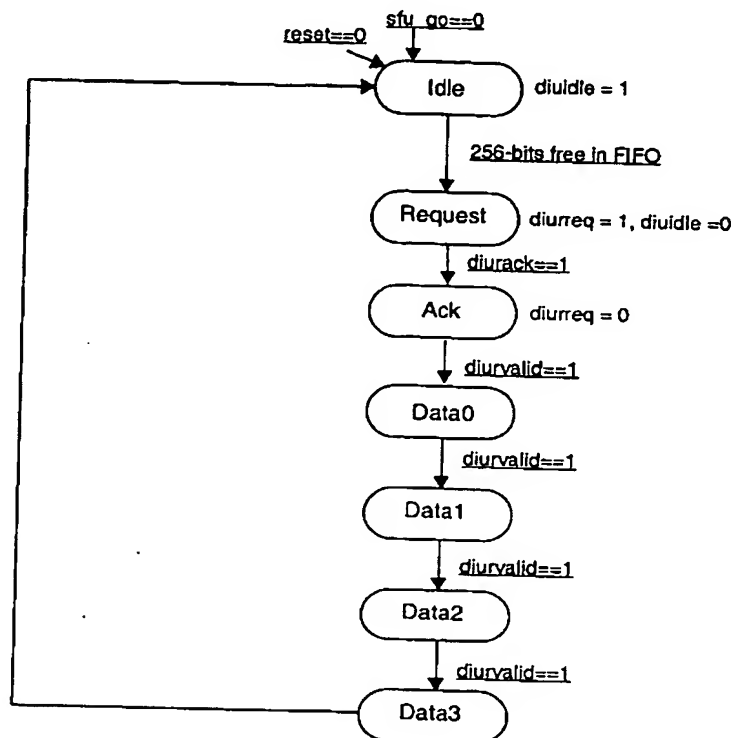 sfu_go==0
reset==0
Idle
diuidle = 1
256-bits free in FIFO
Request
diurreq = 1, diuidle =0
diurack==1
Ack
diurreq = 0
diurvalid==1
Data0
diurvalid==1
Data1
diurvalid==1
Data2
diurvalid==1
Data3